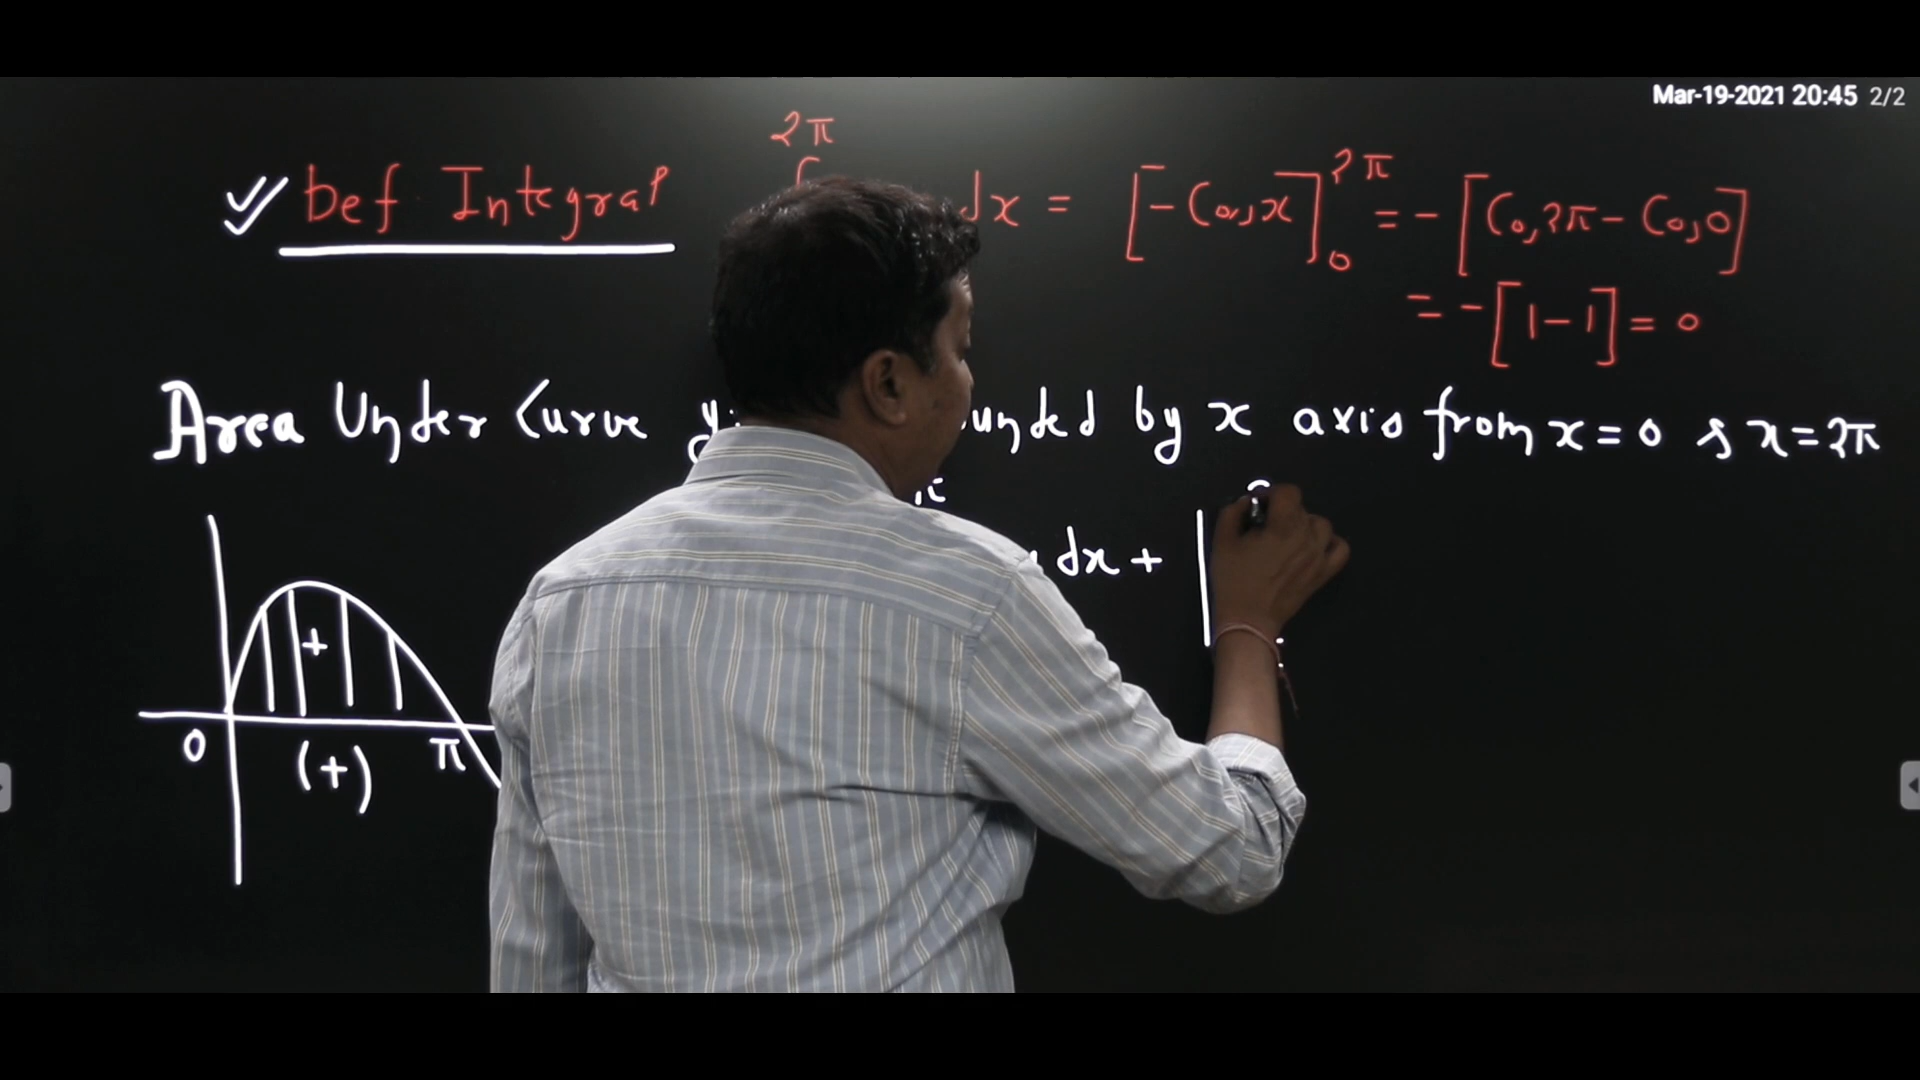 Mar-19-2021 20:45 2/2
2π
Def Integral dx = [-Cos x]₀^2π = -[Cos 2π - Cos 0]
= -[1-1] = 0
Area Under Curve by x axis from x=0 & x=2π
π
dx + |
+
0 (+) π